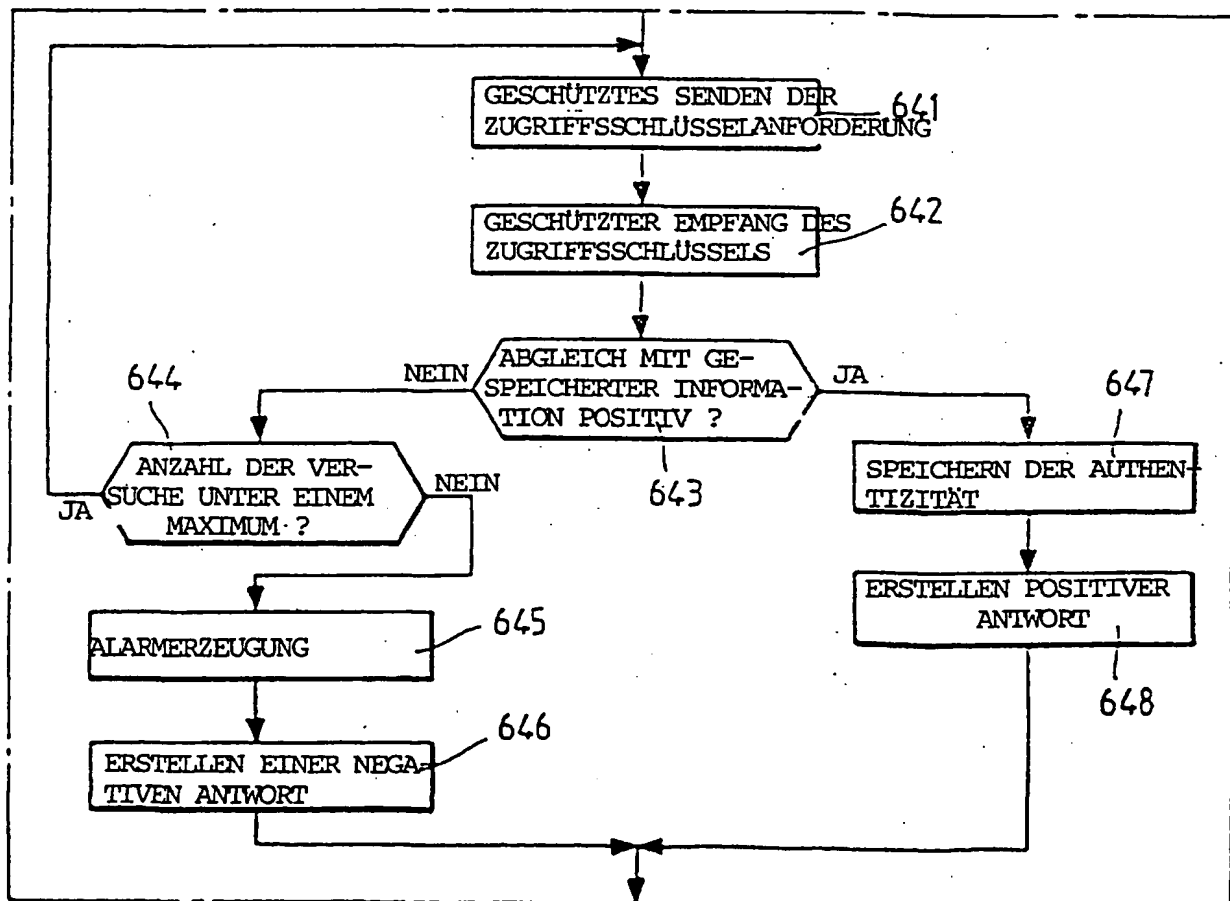 GESCHÜTZTES SENDEN DER
ZUGRIFFSSCHLÜSSELANFORDERUNG
641
GESCHÜTZTER EMPFANG DES
ZUGRIFFSSCHLÜSSELS
642
ABGLEICH MIT GE-
SPEICHERTER INFORMA-
TION POSITIV ?
643
NEIN
JA
644
ANZAHL DER VER-
SUCHE UNTER EINEM
MAXIMUM ?
JA
NEIN
647
SPEICHERN DER AUTHEN-
TIZITÄT
ALARMERZEUGUNG
645
ERSTELLEN POSITIVER
ANTWORT
648
ERSTELLEN EINER NEGA-
TIVEN ANTWORT
646